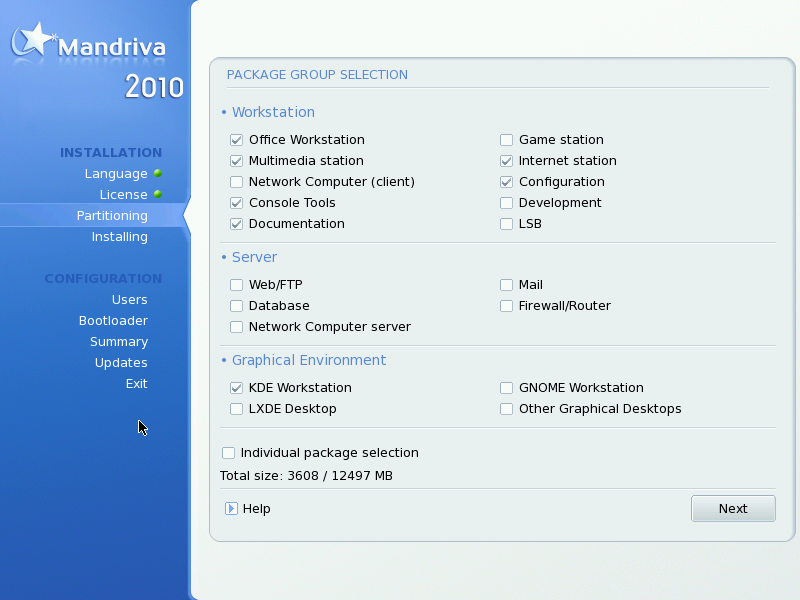 Mandriva
2010
INSTALLATION
Language
License
Partitioning
Installing
CONFIGURATION
Users
Bootloader
Summary
Updates
Exit
PACKAGE GROUP SELECTION
• Workstation
Office Workstation
Game station
Multimedia station
Internet station
Network Computer (client)
Configuration
Console Tools
Development
Documentation
LSB
• Server
Web/FTP
Mail
Database
Firewall/Router
Network Computer server
• Graphical Environment
KDE Workstation
GNOME Workstation
LXDE Desktop
Other Graphical Desktops
Individual package selection
Total size: 3608 / 12497 MB
Help
Next